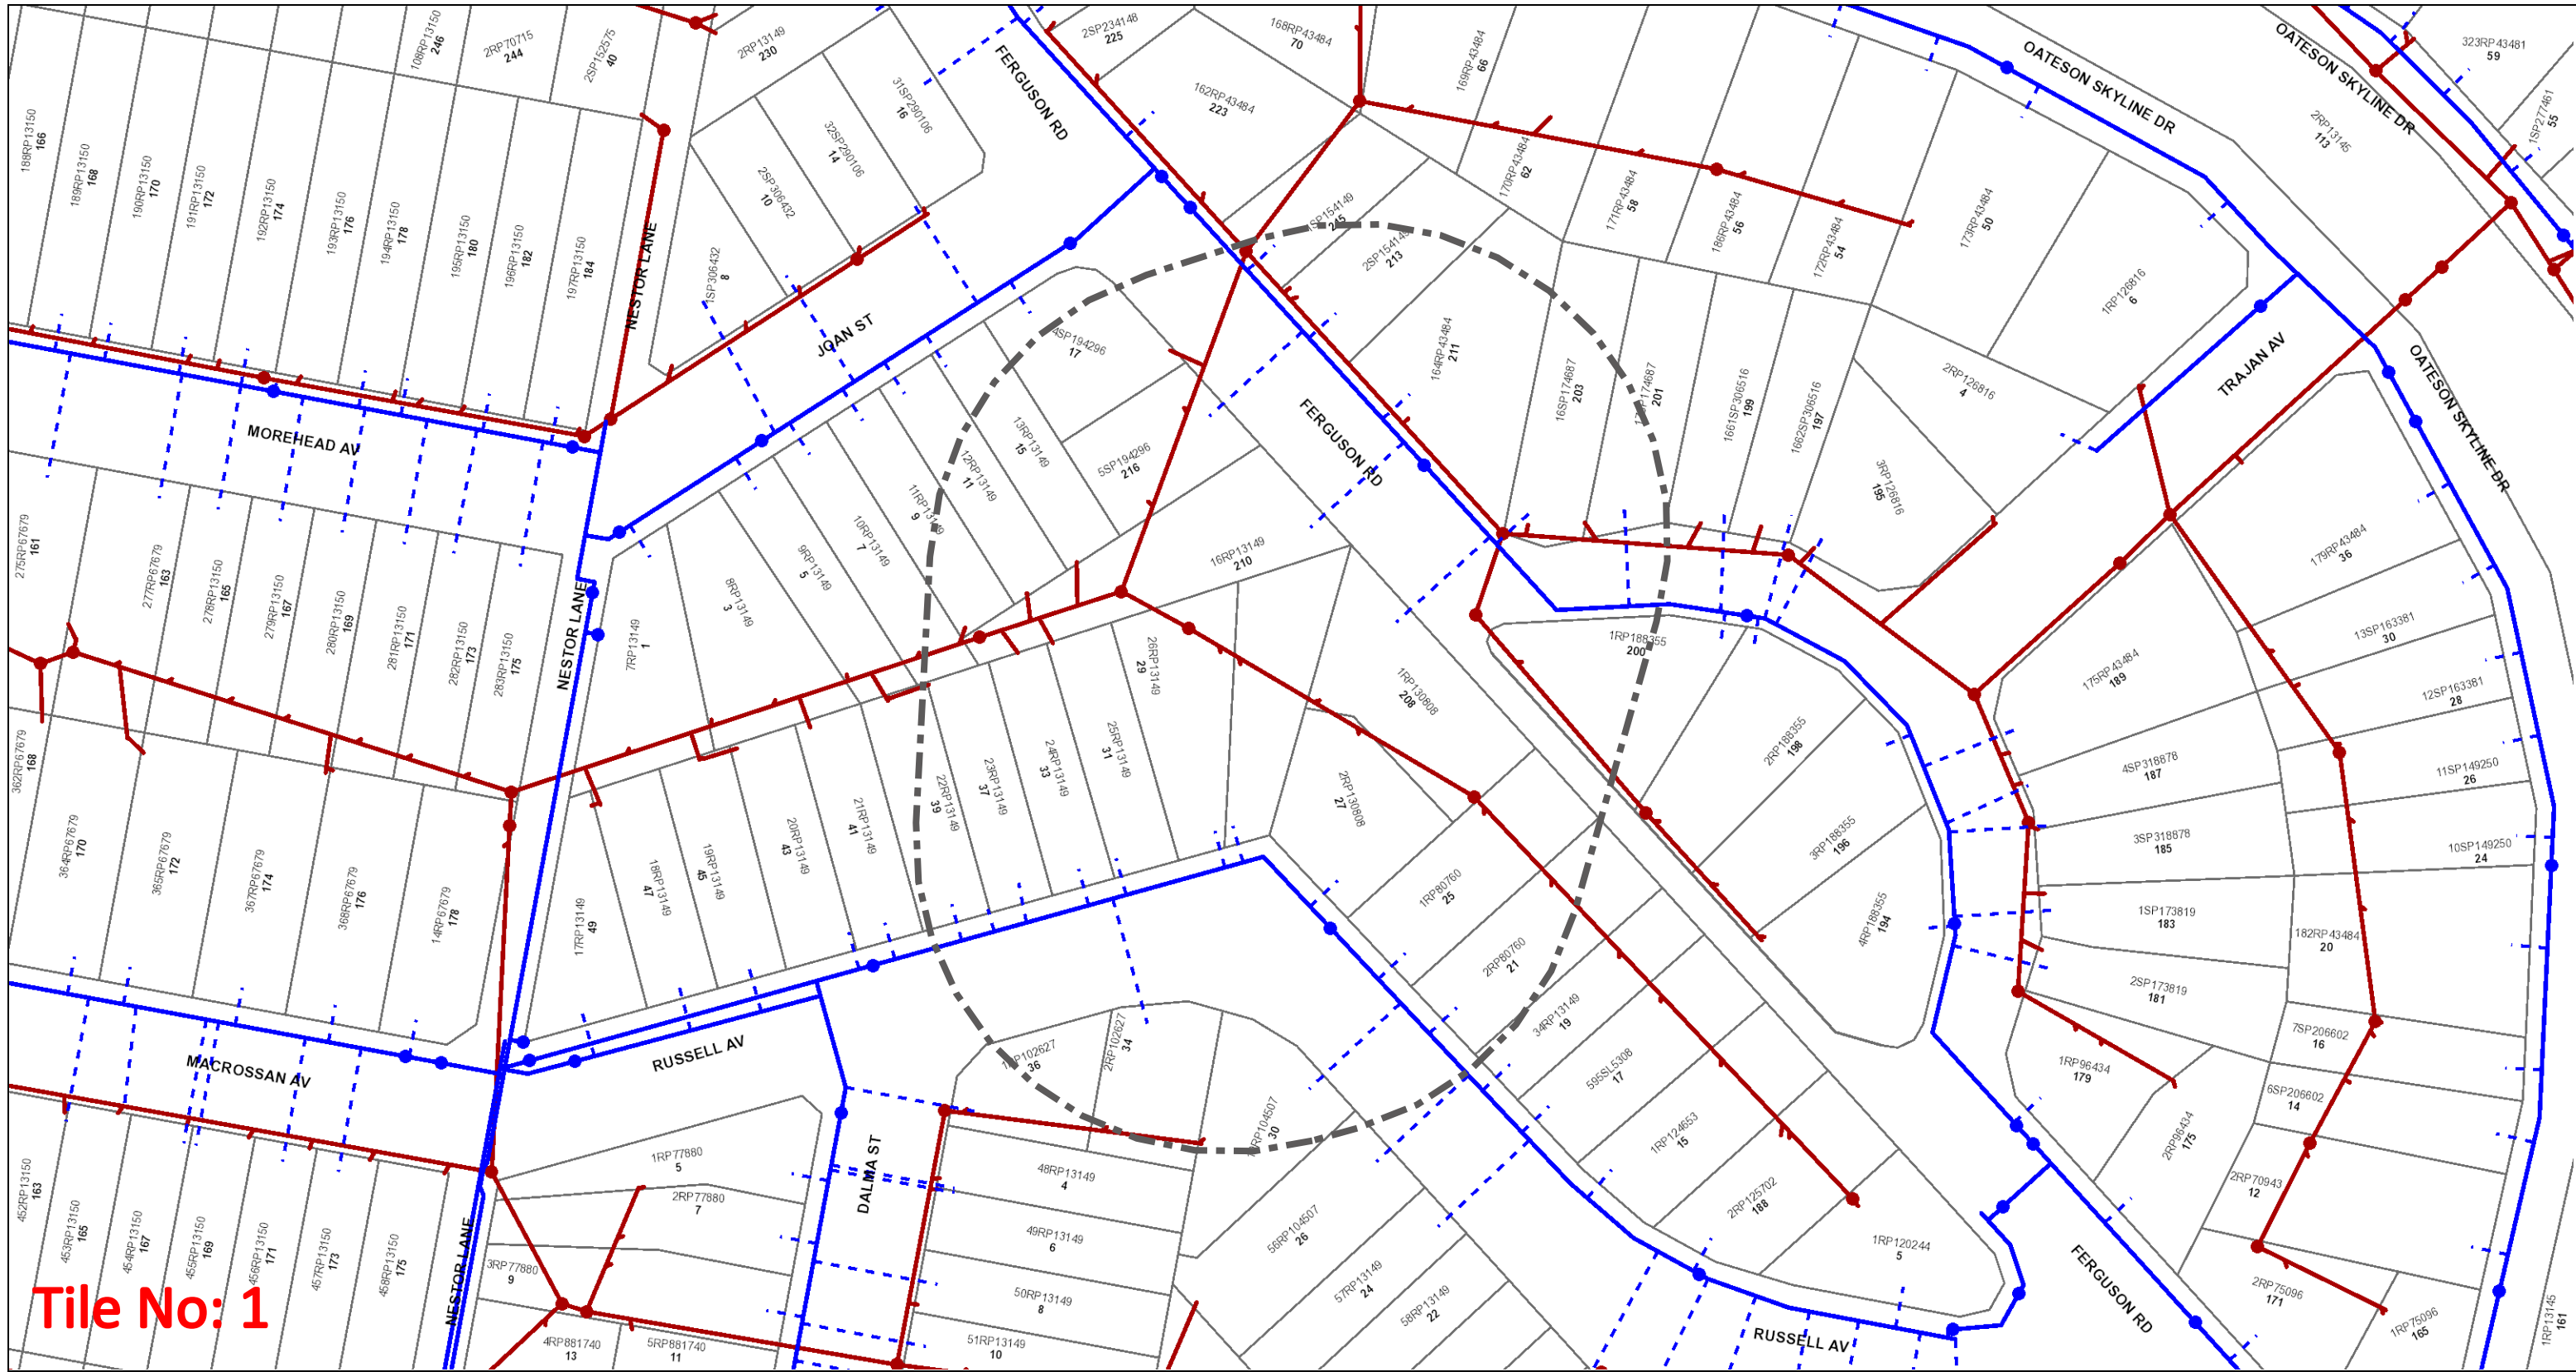 108RP13150
246
2RP70715
244
2SP152575
40
2RP13149
230
31SP290106
16
32SP290106
14
2SP306432
10
1SP306432
8
FERGUSON RD
2SP234148
225
168RP43484
70
162RP43484
223
169RP43484
66
170RP43484
62
171RP43484
58
186RP43484
56
172RP43484
54
173RP43484
50
OATESON SKYLINE DR
OATESON SKYLINE DR
323RP43481
59
1SP277461
55
2RP13145
113
1RP126816
6
188RP13150
166
189RP13150
168
190RP13150
170
191RP13150
172
192RP13150
174
193RP13150
176
194RP13150
178
195RP13150
180
196RP13150
182
197RP13150
184
NESTOR LANE
JOAN ST
MOREHEAD AV
1SP154149
215
2SP154149
213
164RP43484
211
16SP174687
203
17SP174687
201
1661SP306516
199
1662SP306516
197
3RP126816
195
2RP126816
4
TRAJAN AV
OATESON SKYLINE DR
4SP194296
17
13RP13149
15
12RP13149
11
11RP13149
9
10RP13149
7
9RP13149
5
8RP13149
3
7RP13149
1
5SP194296
216
16RP13149
210
FERGUSON RD
275RP67679
161
277RP67679
163
278RP13150
165
279RP13150
167
280RP13150
169
281RP13150
171
282RP13150
173
283RP13150
175
NESTOR LANE
26RP13149
29
25RP13149
31
24RP13149
33
23RP13149
37
22RP13149
39
21RP13149
41
20RP13149
43
19RP13149
45
18RP13149
47
17RP13149
49
1RP130808
208
2RP130808
27
1RP188355
200
2RP188355
198
3RP188355
196
4RP188355
194
175RP43484
189
179RP43484
36
13SP163381
30
12SP163381
28
11SP149250
26
10SP149250
24
4SP318878
187
3SP318878
185
1SP173819
183
2SP173819
181
182RP43484
20
7SP206602
16
6SP206602
14
362RP67679
168
364RP67679
170
365RP67679
172
367RP67679
174
368RP67679
176
14RP67679
178
MACROSSAN AV
RUSSELL AV
1RP80760
25
2RP80760
21
34RP13149
19
595SL5308
17
1RP124653
15
2RP125702
188
1RP120244
5
1RP96434
179
2RP96434
175
2RP70943
12
2RP75096
171
1RP75096
165
1RP13145
161
36
2RP102627
34
30
56RP104507
26
57RP13149
24
58RP13149
22
DALMA ST
1RP77880
5
2RP77880
7
3RP77880
9
4RP881740
13
5RP881740
11
48RP13149
4
49RP13149
6
50RP13149
8
51RP13149
10
452RP13150
163
453RP13150
165
454RP13150
167
455RP13150
169
456RP13150
171
457RP13150
173
458RP13150
175
NESTOR LANE
RUSSELL AV
FERGUSON RD
Tile No: 1